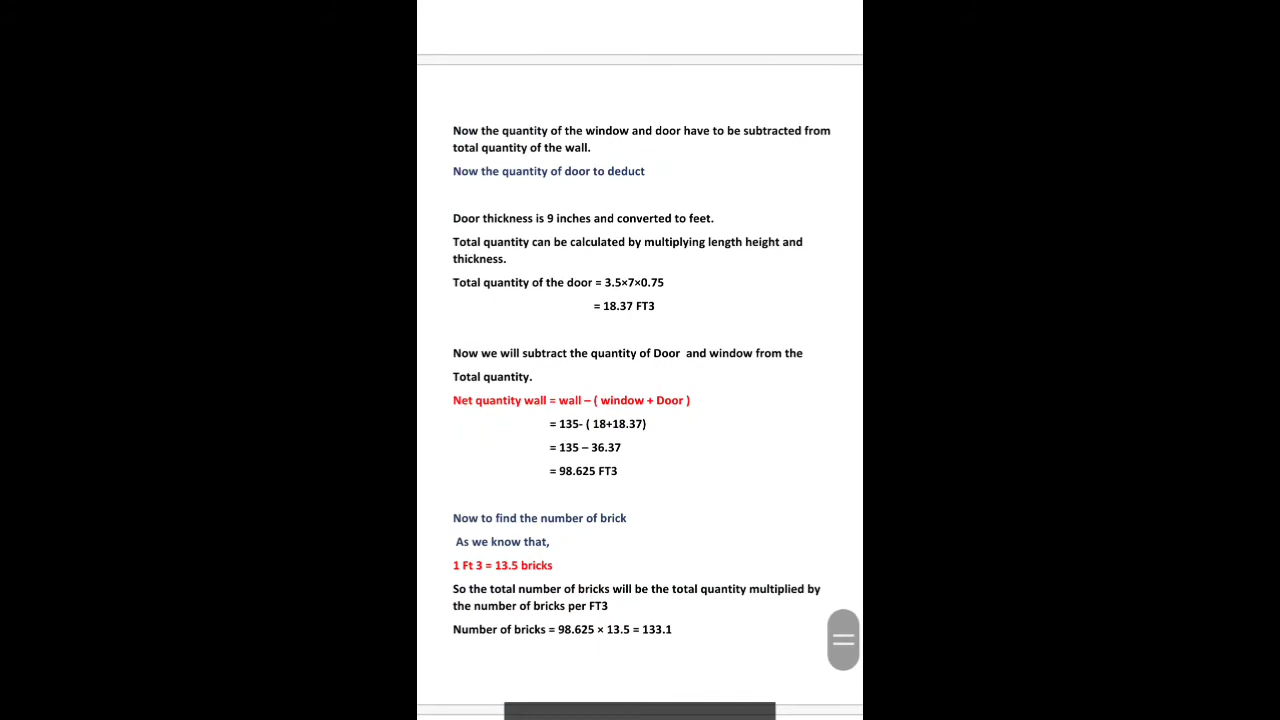 Now the quantity of the window and door have to be subtracted from
total quantity of the wall.
Now the quantity of door to deduct
Door thickness is 9 inches and converted to feet.
Total quantity can be calculated by multiplying length height and
thickness.
Total quantity of the door = 3.5×7×0.75
= 18.37 FT3
Now we will subtract the quantity of Door and window from the
Total quantity.
Net quantity wall = wall – ( window + Door )
= 135- ( 18+18.37)
= 135 – 36.37
= 98.625 FT3
Now to find the number of brick
As we know that,
1 Ft 3 = 13.5 bricks
So the total number of bricks will be the total quantity multiplied by
the number of bricks per FT3
Number of bricks = 98.625 × 13.5 = 133.1